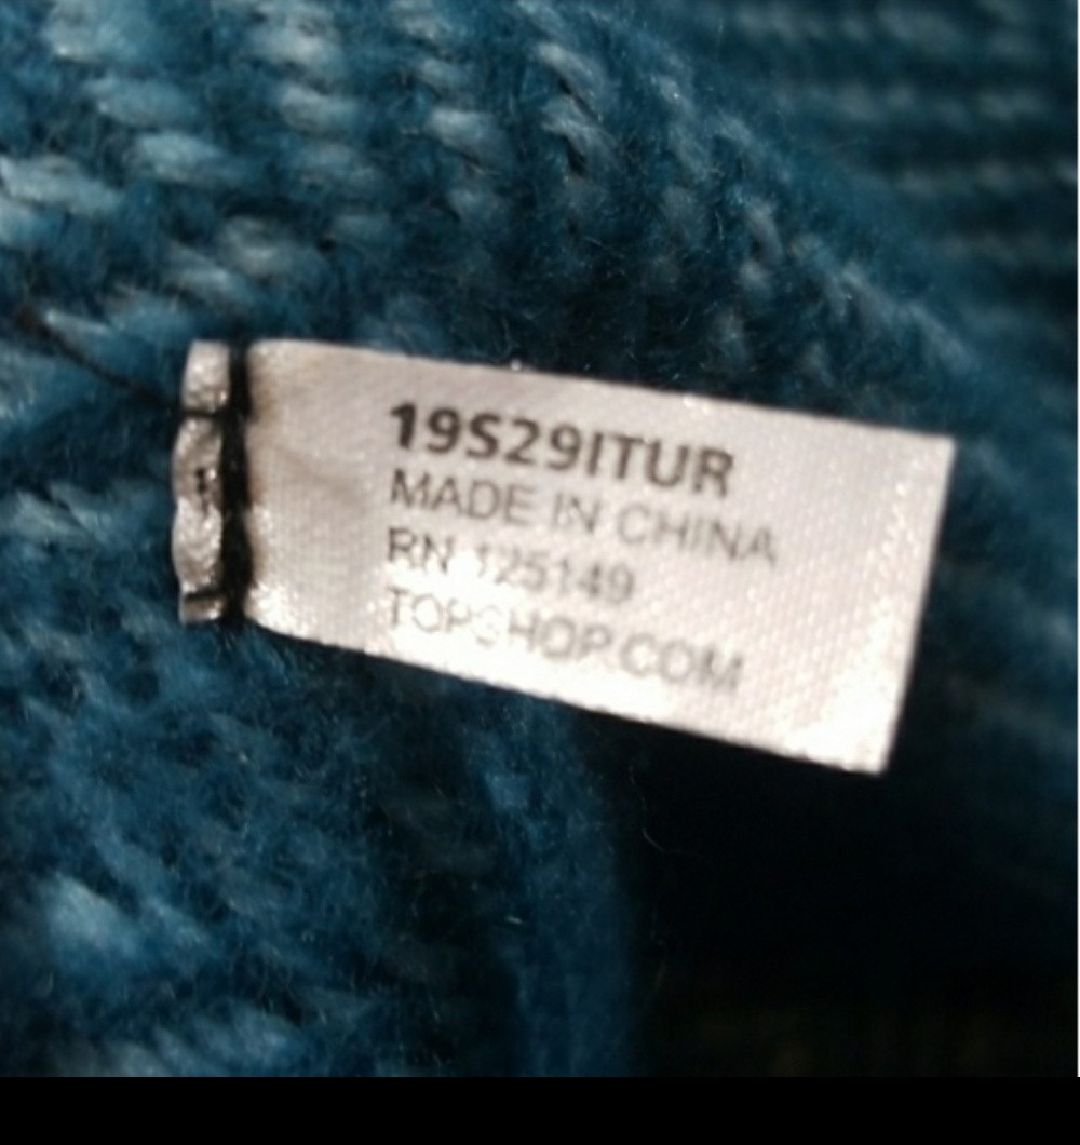 19S29ITUR
MADE IN CHINA
RN 125149
TOPSHOP.COM